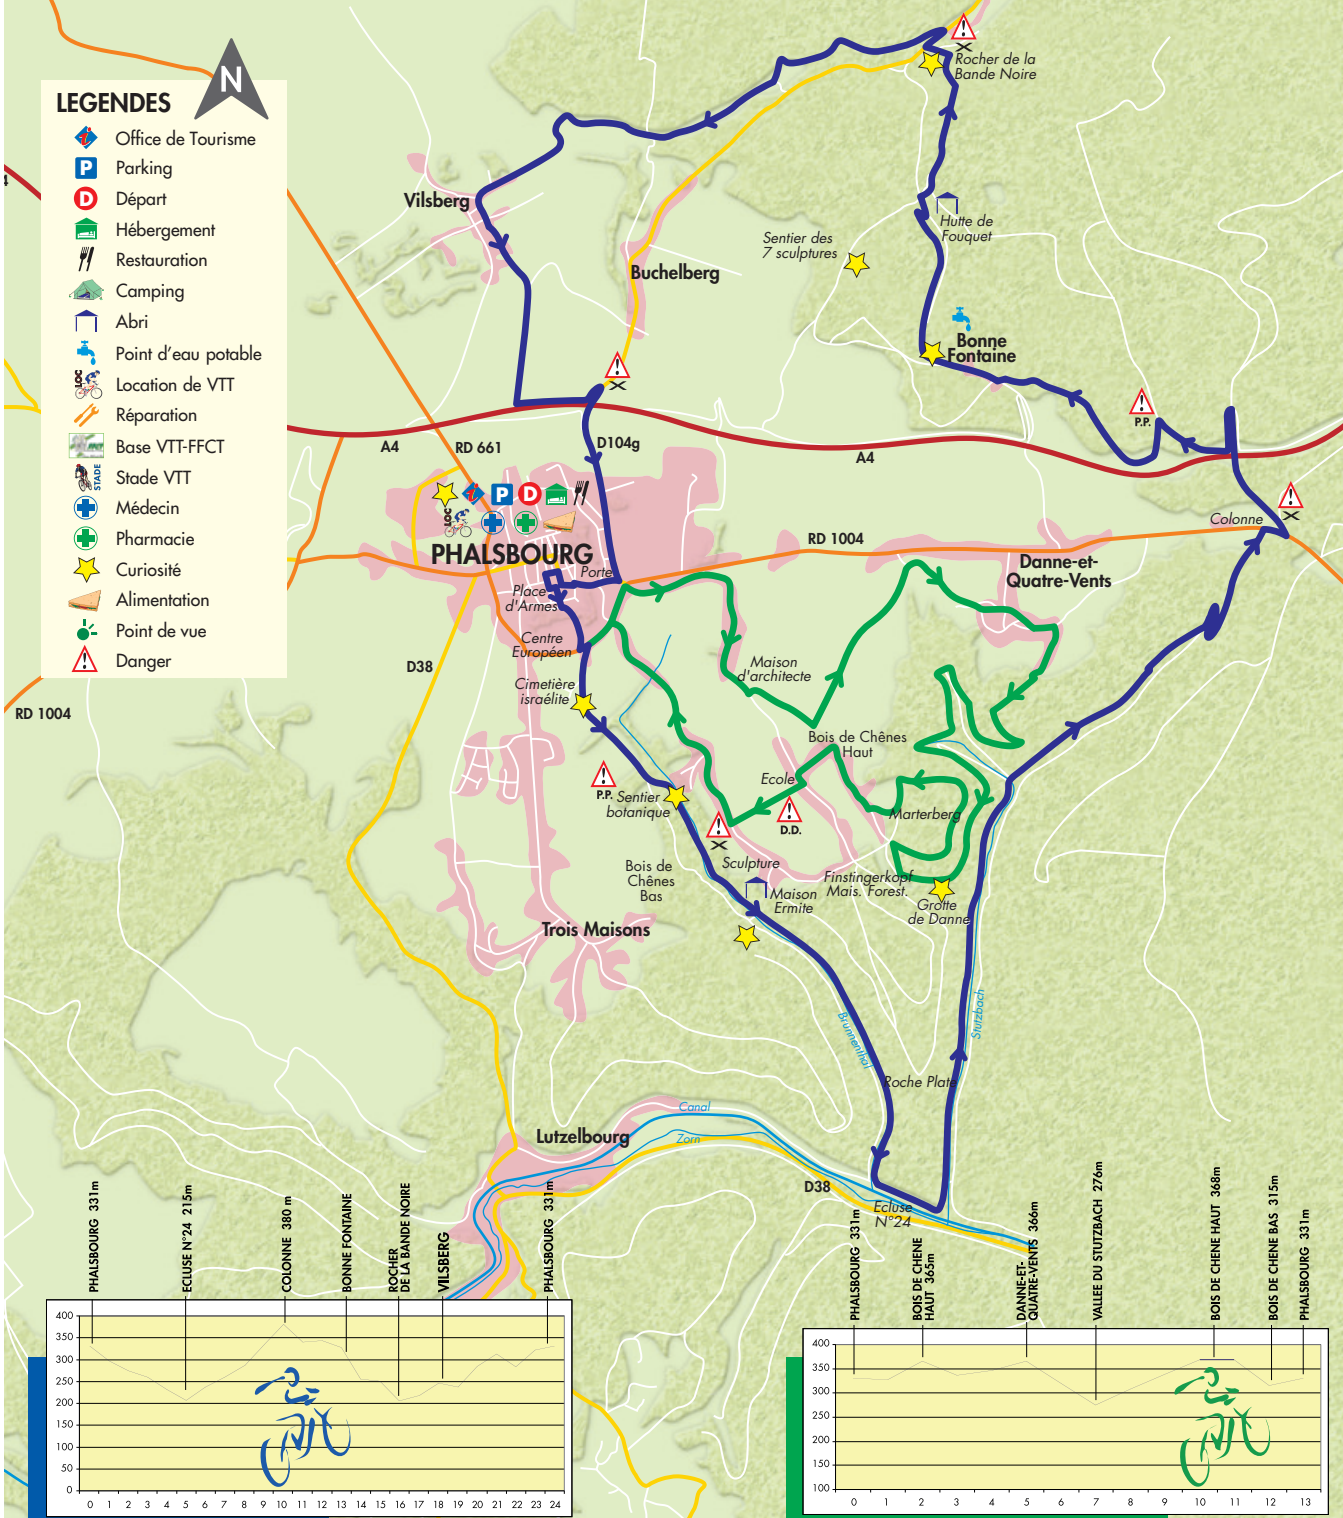 N
LEGENDES
Office de Tourisme
P
Parking
D
Départ
Hébergement
Restauration
Camping
Abri
Point d'eau potable
LOC
Location de VTT
Réparation
Base VTT-FFCT
STADE
Stade VTT
Médecin
Pharmacie
Curiosité
Alimentation
Point de vue
Danger
4
Rocher de la
Bande Noire
Vilsberg
Hutte de
Fouquet
Sentier des
7 sculptures
Buchelberg
Bonne
Fontaine
P.P.
A4
RD 661
D104g
A4
P
D
LOC
Colonne
PHALSBOURG
RD 1004
Porte
Danne-et-
Quatre-Vents
Place
d'Armes
Centre
Européen
D38
Maison
d'architecte
Cimetière
israélite
RD 1004
Bois de Chênes
Haut
Ecole
P.P.
Sentier
botanique
D.D.
Marterberg
Sculpture
Bois de
Chênes
Bas
Maison
Ermite
Finstingerkopf
Mais. Forest.
Grotte
de Danne
Trois Maisons
Brunnenthal
Stutzbach
Roche Plate
Canal
Lutzelbourg
Zorn
D38
Ecluse
N°24
PHALSBOURG 331m
ECLUSE N°24 215m
COLONNE 380 m
BONNE FONTAINE
ROCHER
DE LA BANDE NOIRE
VILSBERG
PHALSBOURG 331m
400
350
300
250
200
150
100
50
0
0 1 2 3 4 5 6 7 8 9 10 11 12 13 14 15 16 17 18 19 20 21 22 23 24
PHALSBOURG 331m
BOIS DE CHENE
HAUT 365m
DANNE-ET-
QUATRE-VENTS 366m
VALLEE DU STUTZBACH 276m
BOIS DE CHENE HAUT 368m
BOIS DE CHENE BAS 315m
PHALSBOURG 331m
400
350
300
250
200
150
100
0 1 2 3 4 5 6 7 8 9 10 11 12 13